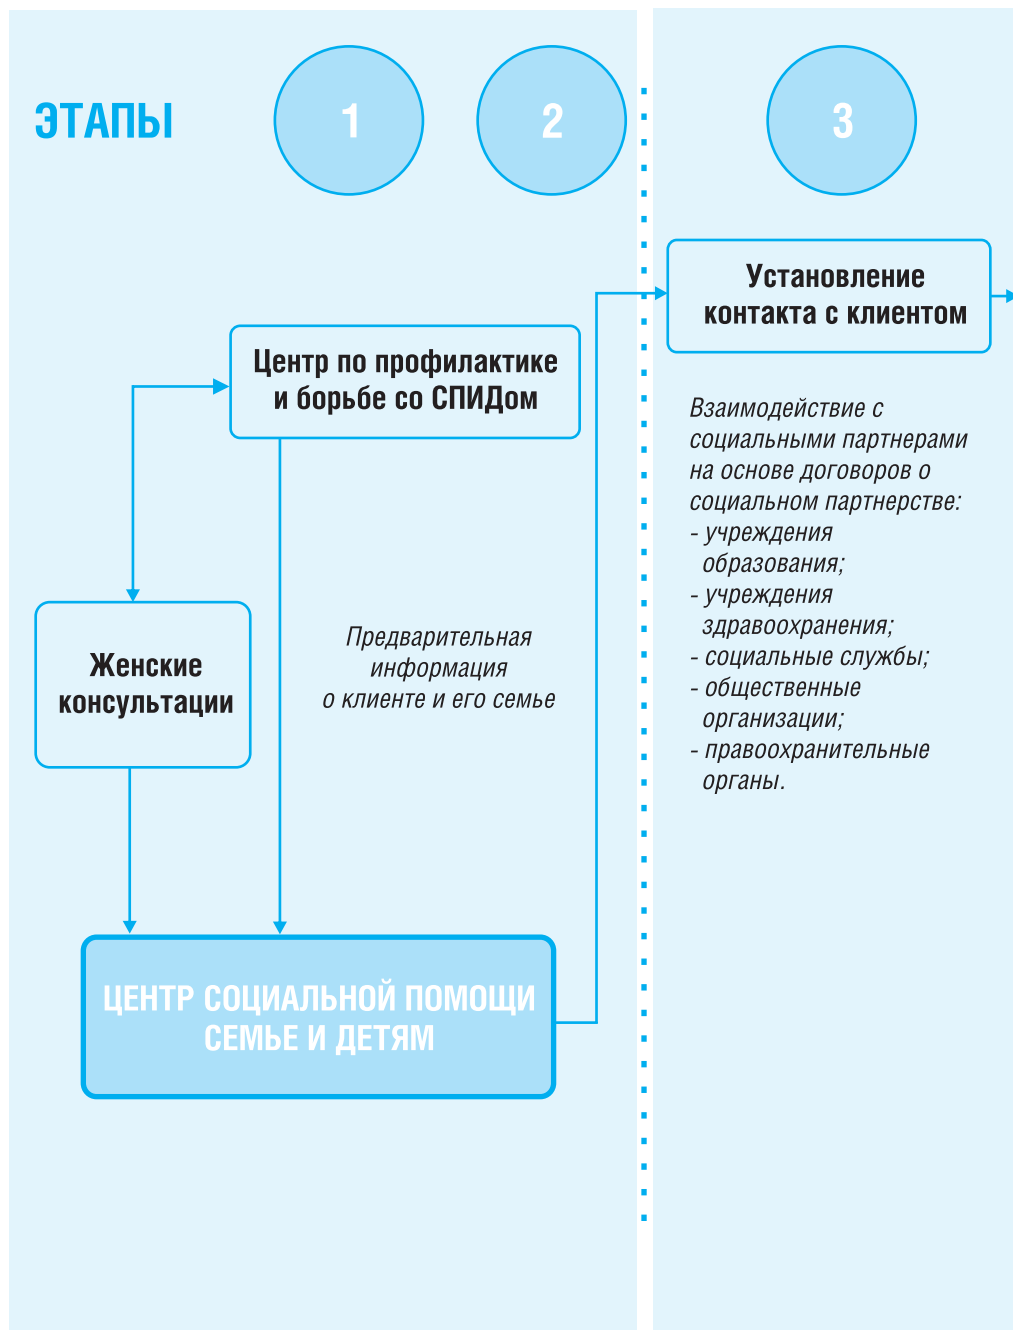 ЭТАПЫ
1
2
3
Установление
контакта с клиентом
Центр по профилактике
и борьбе со СПИДом
Взаимодействие с
социальными партнерами
на основе договоров о
социальном партнерстве:
- учреждения
образования;
- учреждения
здравоохранения;
- социальные службы;
- общественные
организации;
- правоохранительные
органы.
Женские
консультации
Предварительная
информация
о клиенте и его семье
ЦЕНТР СОЦИАЛЬНОЙ ПОМОЩИ
СЕМЬЕ И ДЕТЯМ